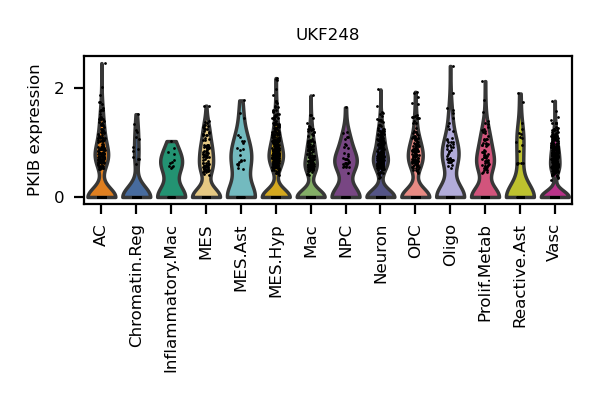 UKF248
PKIB expression
2
0
AC
Chromatin.Reg
Inflammatory.Mac
MES
MES.Ast
MES.Hyp
Mac
NPC
Neuron
OPC
Oligo
Prolif.Metab
Reactive.Ast
Vasc